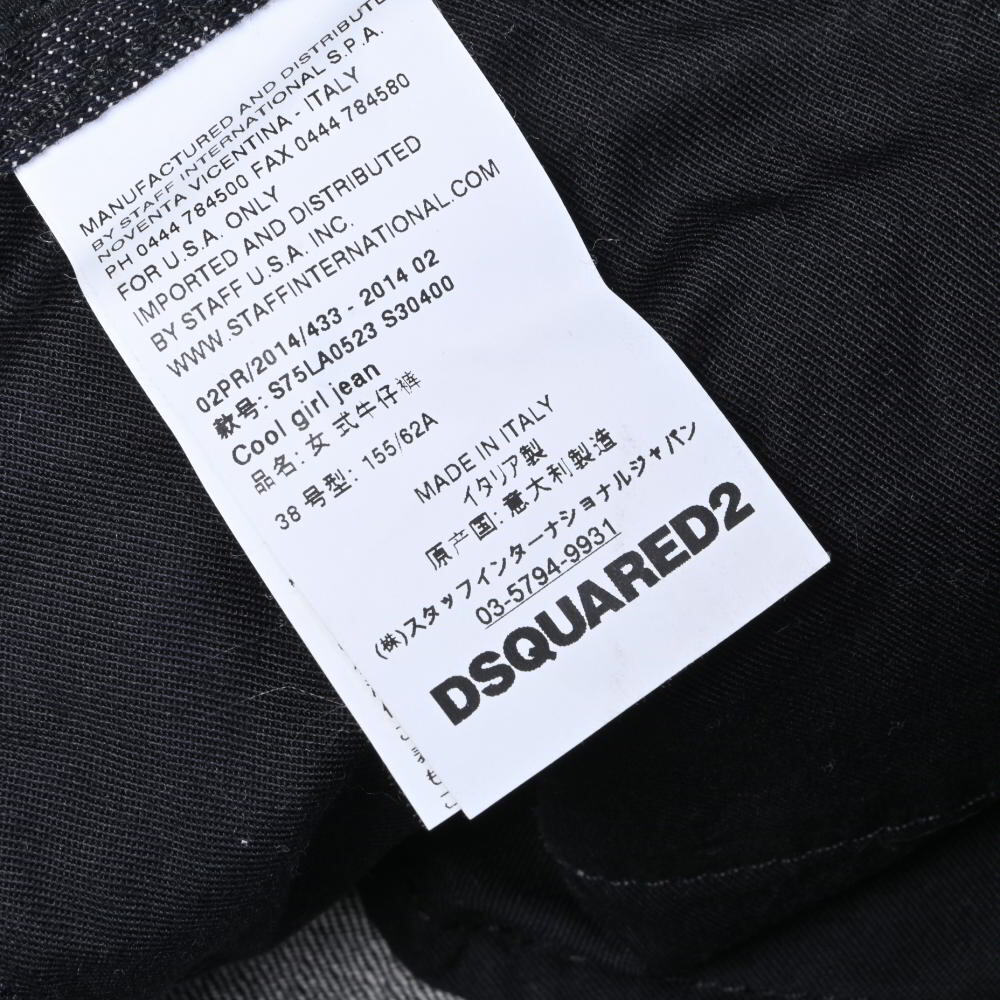 MANUFACTURED AND DISTRIBUTE
BY STAFF INTERNATIONAL S.P.A.
NOVENTA VICENTINA - ITALY
PH 0444 784500 FAX 0444 784580
FOR U.S.A. ONLY
IMPORTED AND DISTRIBUTED
BY STAFF U.S.A. INC.
WWW.STAFFINTERNATIONAL.COM
02PR/2014/433 - 2014 02
款号: S75LA0523 S30400
Cool girl jean
品名: 女 式牛仔裤
38 号型: 155/62A
MADE IN ITALY
イタリア製
原产国: 意大利製造
(株)スタッフインターナショナルジャパン
03-5794-9931
DSQUARED2